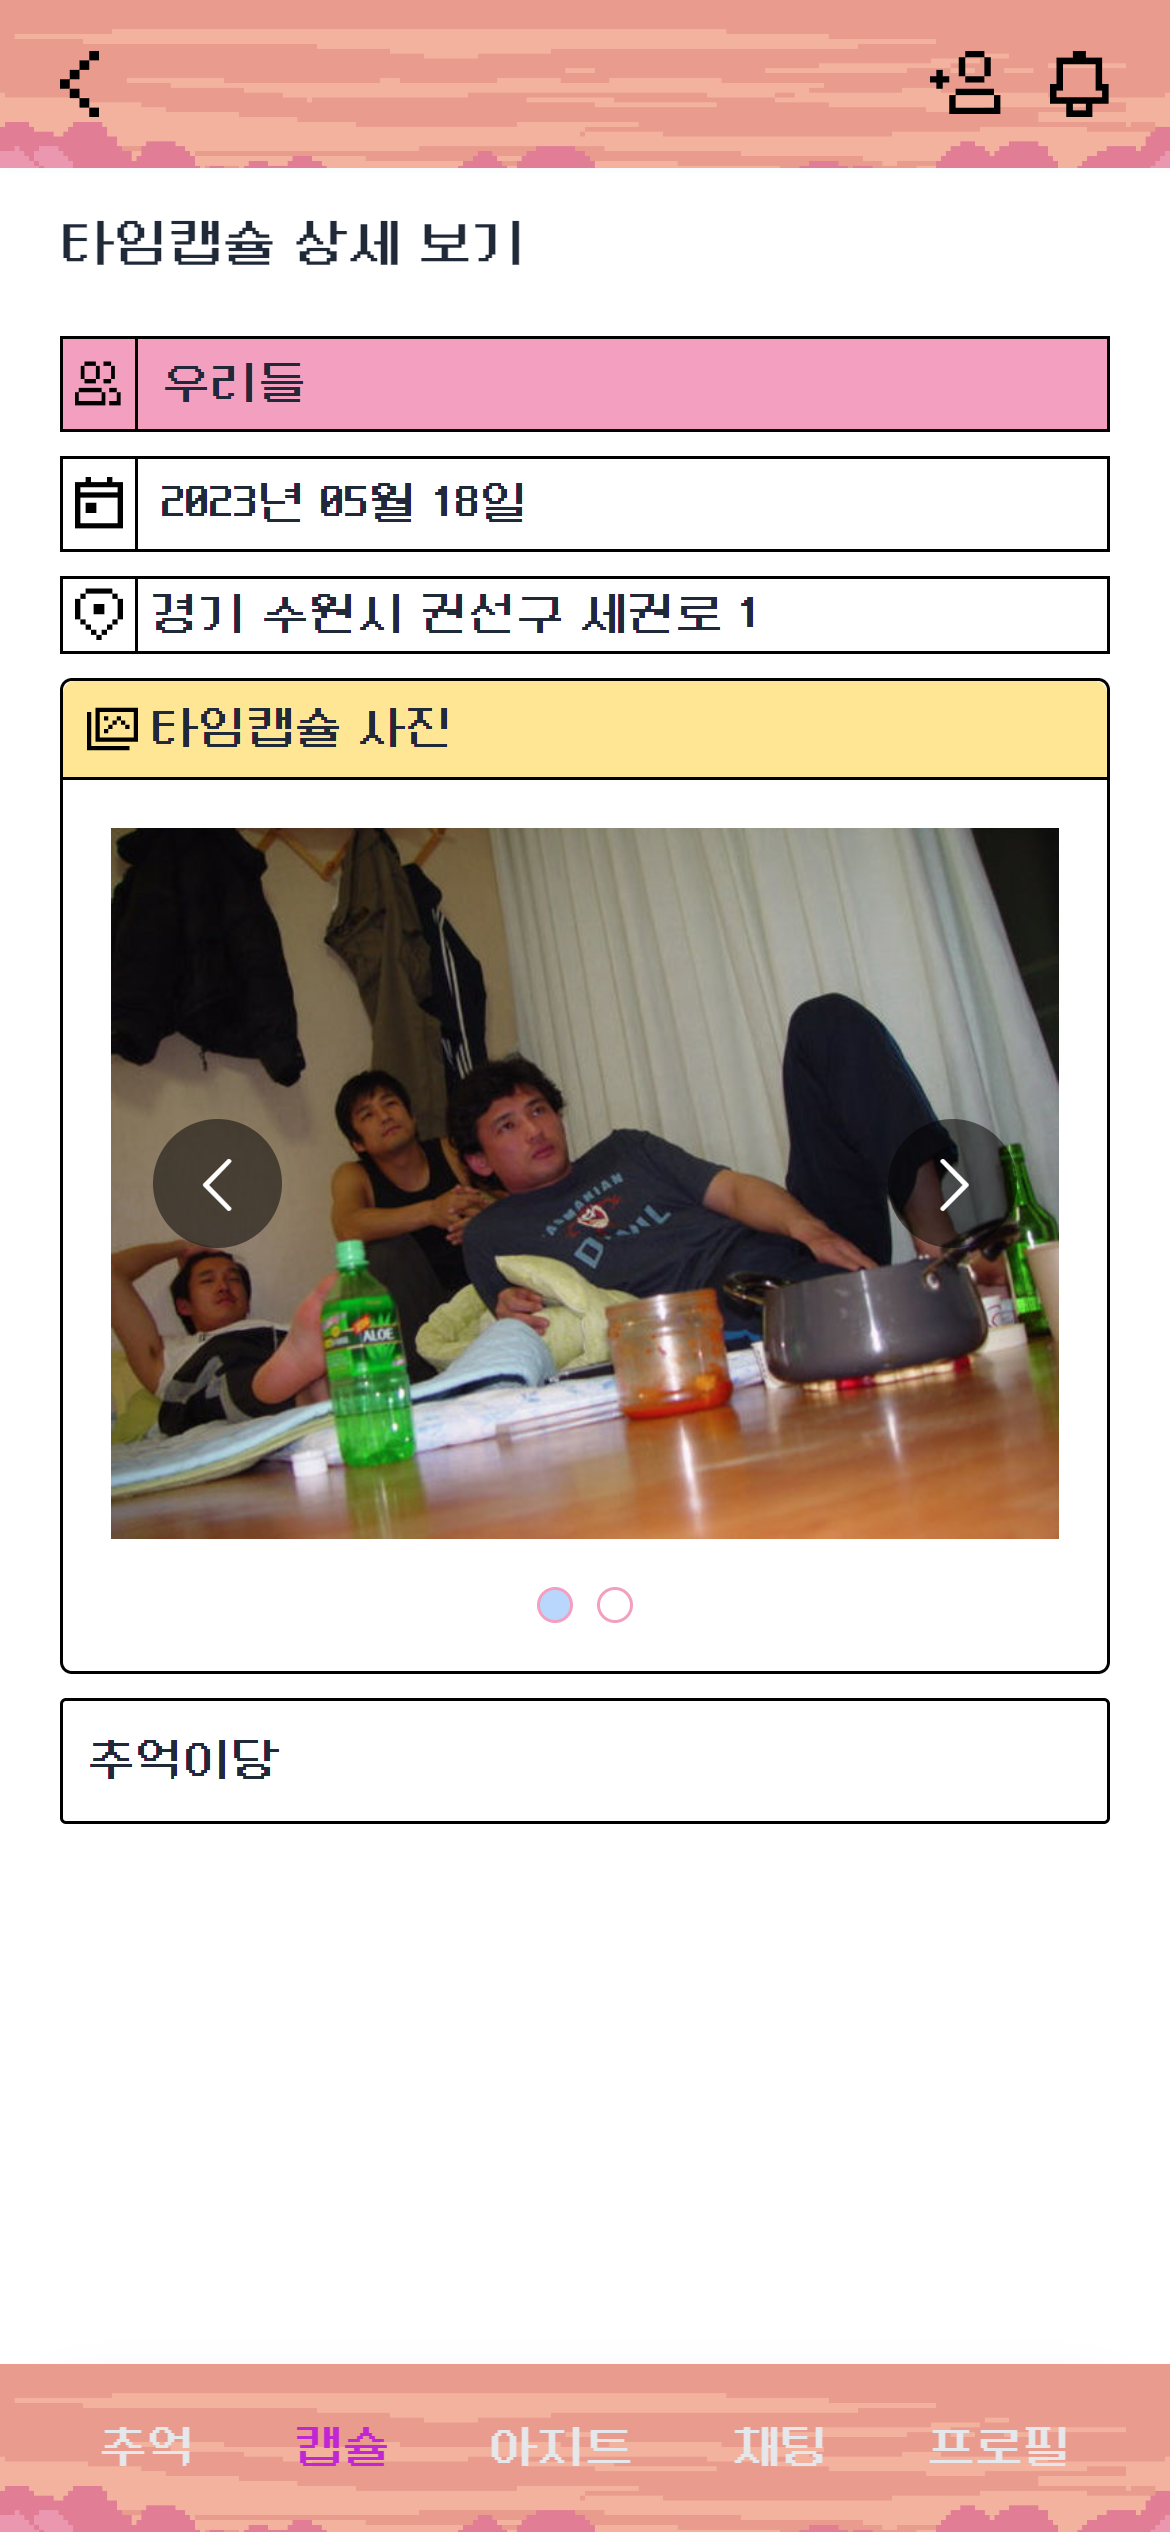 타임캡슐 상세 보기
우리들
2023년 05월 18일
경기 수원시 권선구 세권로 1
타임캡슐 사진
ALOE
추억이당
추억 캡슐 아지트 채팅 프로필